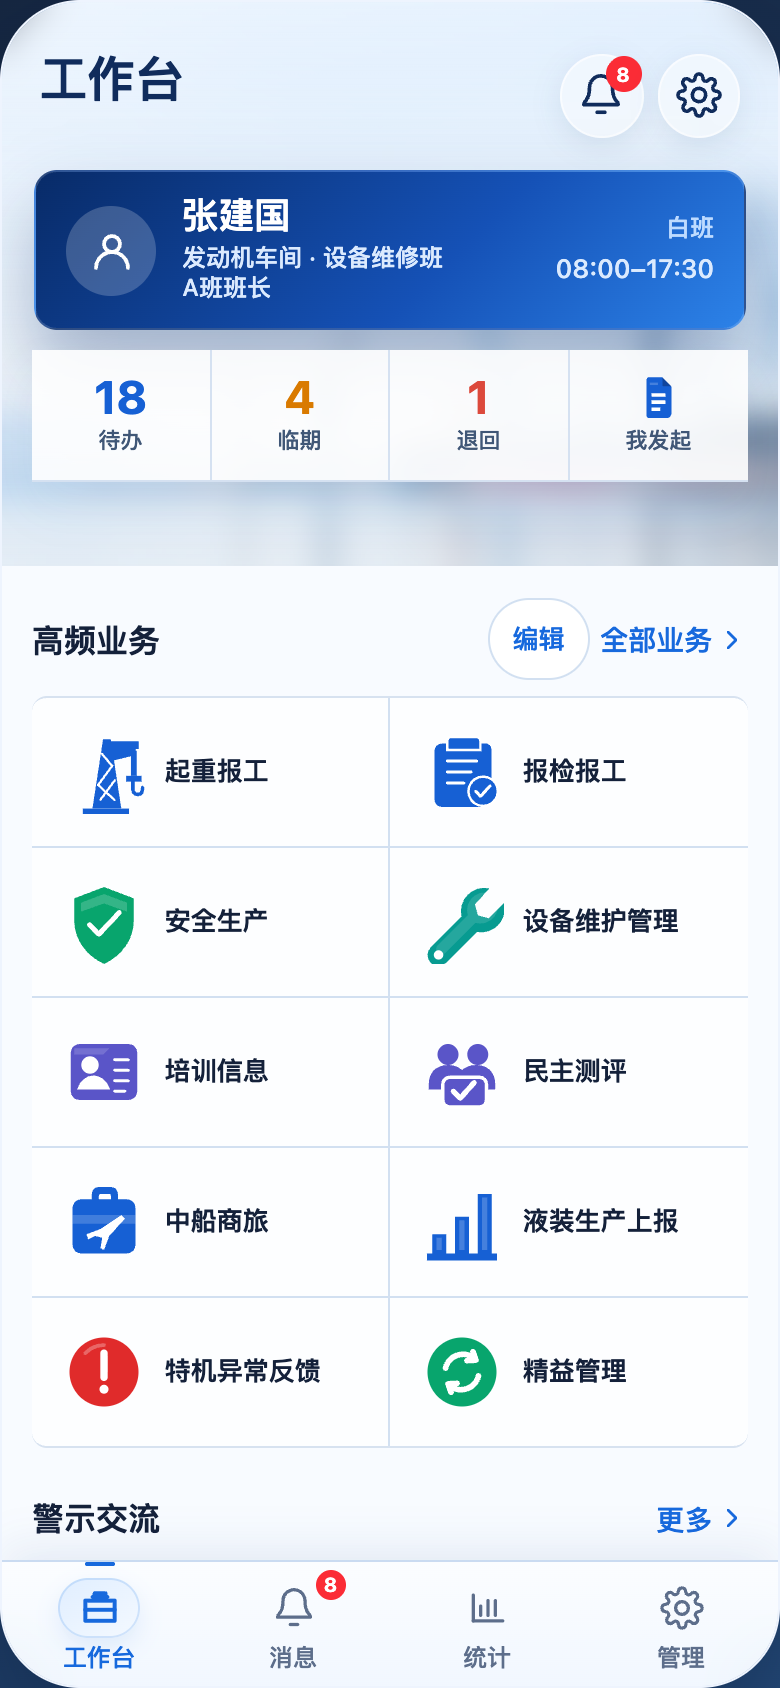 工作台
8
张建国
发动机车间 · 设备维修班
A班班长
白班
08:00–17:30
18
待办
4
临期
1
退回
我发起
高频业务
编辑
全部业务
起重报工
报检报工
安全生产
设备维护管理
培训信息
民主测评
中船商旅
液装生产上报
特机异常反馈
精益管理
警示交流
更多
工作台
8
消息
统计
管理